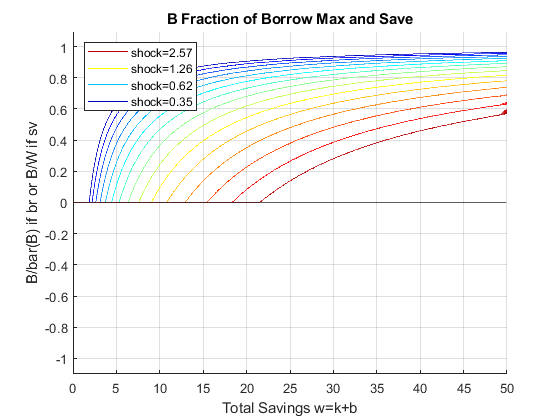 B Fraction of Borrow Max and Save
shock=2.57
shock=1.26
shock=0.62
shock=0.35
B/bar(B) if br or B/W if sv
1
0.8
0.6
0.4
0.2
0
-0.2
-0.4
-0.6
-0.8
-1
0 5 10 15 20 25 30 35 40 45 50
Total Savings w=k+b